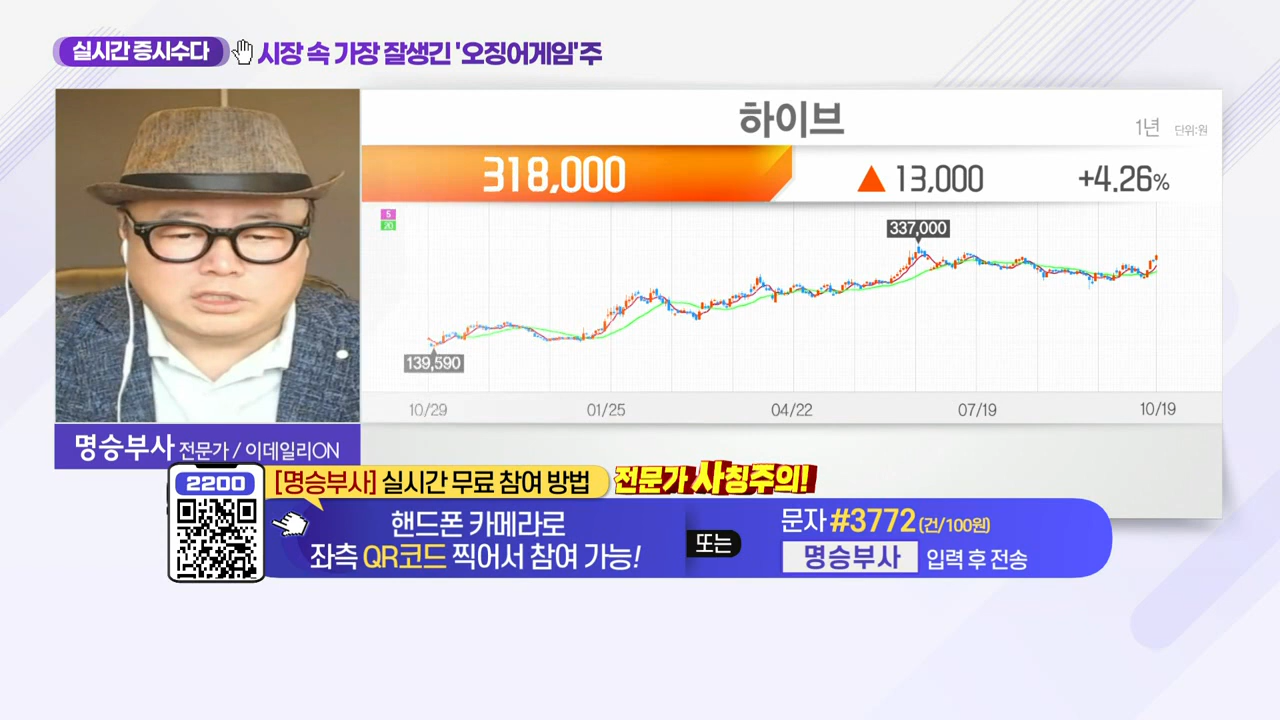 실시간 증시수다
시장 속 가장 잘생긴 '오징어게임'주
하이브
1년 단위:원
318,000
▲ 13,000
+4.26%
5
20
337,000
139,590
10/29 01/25 04/22 07/19 10/19
명승부사 전문가 / 이데일리ON
2200
[명승부사] 실시간 무료 참여 방법
전문가 사칭주의!
핸드폰 카메라로
좌측 QR코드 찍어서 참여 가능!
또는
문자 #3772 (건/100원)
명승부사 입력 후 전송